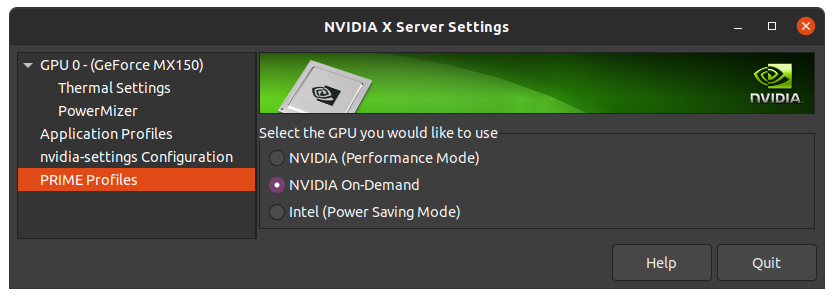 NVIDIA X Server Settings
GPU 0 - (GeForce MX150)
Thermal Settings
PowerMizer
Application Profiles
nvidia-settings Configuration
PRIME Profiles
NVIDIA.
Select the GPU you would like to use
NVIDIA (Performance Mode)
NVIDIA On-Demand
Intel (Power Saving Mode)
Help
Quit